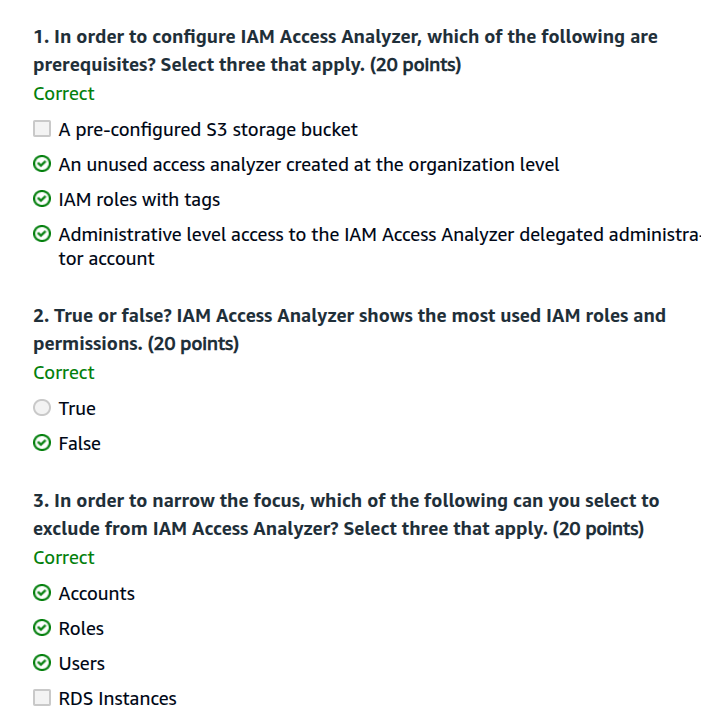 1. In order to configure IAM Access Analyzer, which of the following are
prerequisites? Select three that apply. (20 points)
Correct
A pre-configured S3 storage bucket
An unused access analyzer created at the organization level
IAM roles with tags
Administrative level access to the IAM Access Analyzer delegated administra-
tor account
2. True or false? IAM Access Analyzer shows the most used IAM roles and
permissions. (20 points)
Correct
True
False
3. In order to narrow the focus, which of the following can you select to
exclude from IAM Access Analyzer? Select three that apply. (20 points)
Correct
Accounts
Roles
Users
RDS Instances